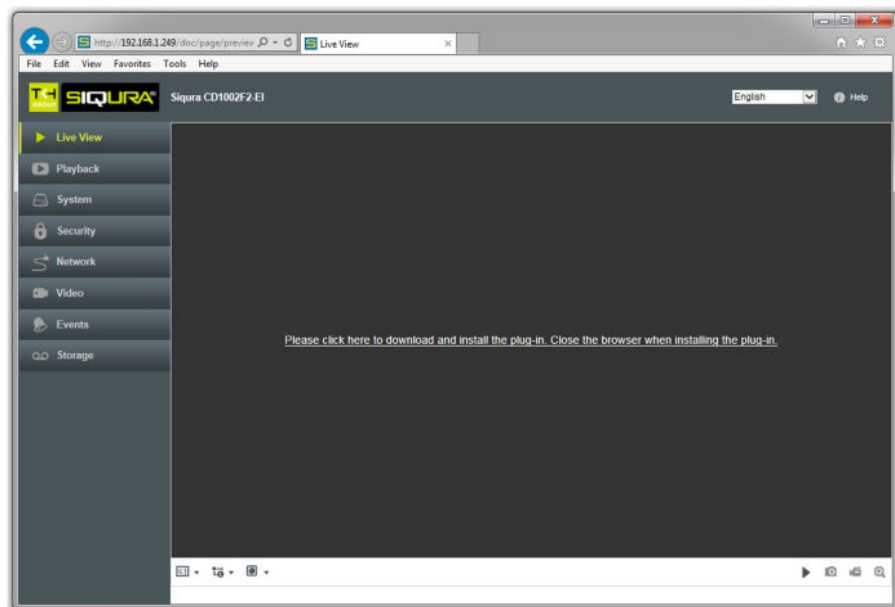 http://192.168.1.249/doc/page/preview
Live View
File Edit View Favorites Tools Help
TKH GROUP SIQURA® Siqura CD1002F2-EI English Help
Live View
Playback
System
Security
Network
Video
Events
Storage
Please click here to download and install the plug-in. Close the browser when installing the plug-in.